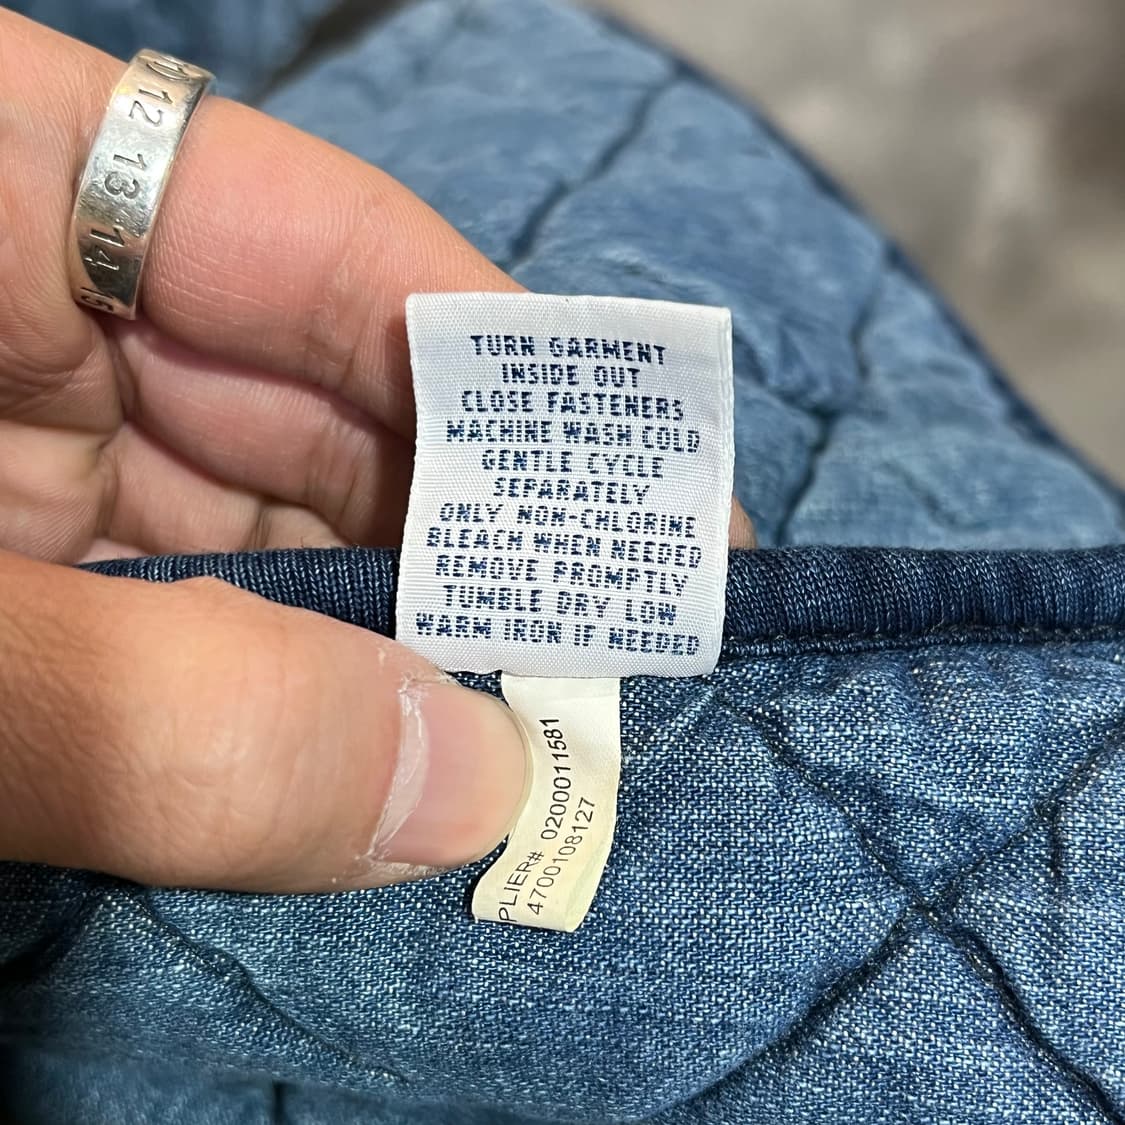 12
13
14
15
TURN GARMENT
INSIDE OUT
CLOSE FASTENERS
MACHINE WASH COLD
GENTLE CYCLE
SEPARATELY
ONLY NON-CHLORINE
BLEACH WHEN NEEDED
REMOVE PROMPTLY
TUMBLE DRY LOW
WARM IRON IF NEEDED
PLIER# 0200011581
4700108127